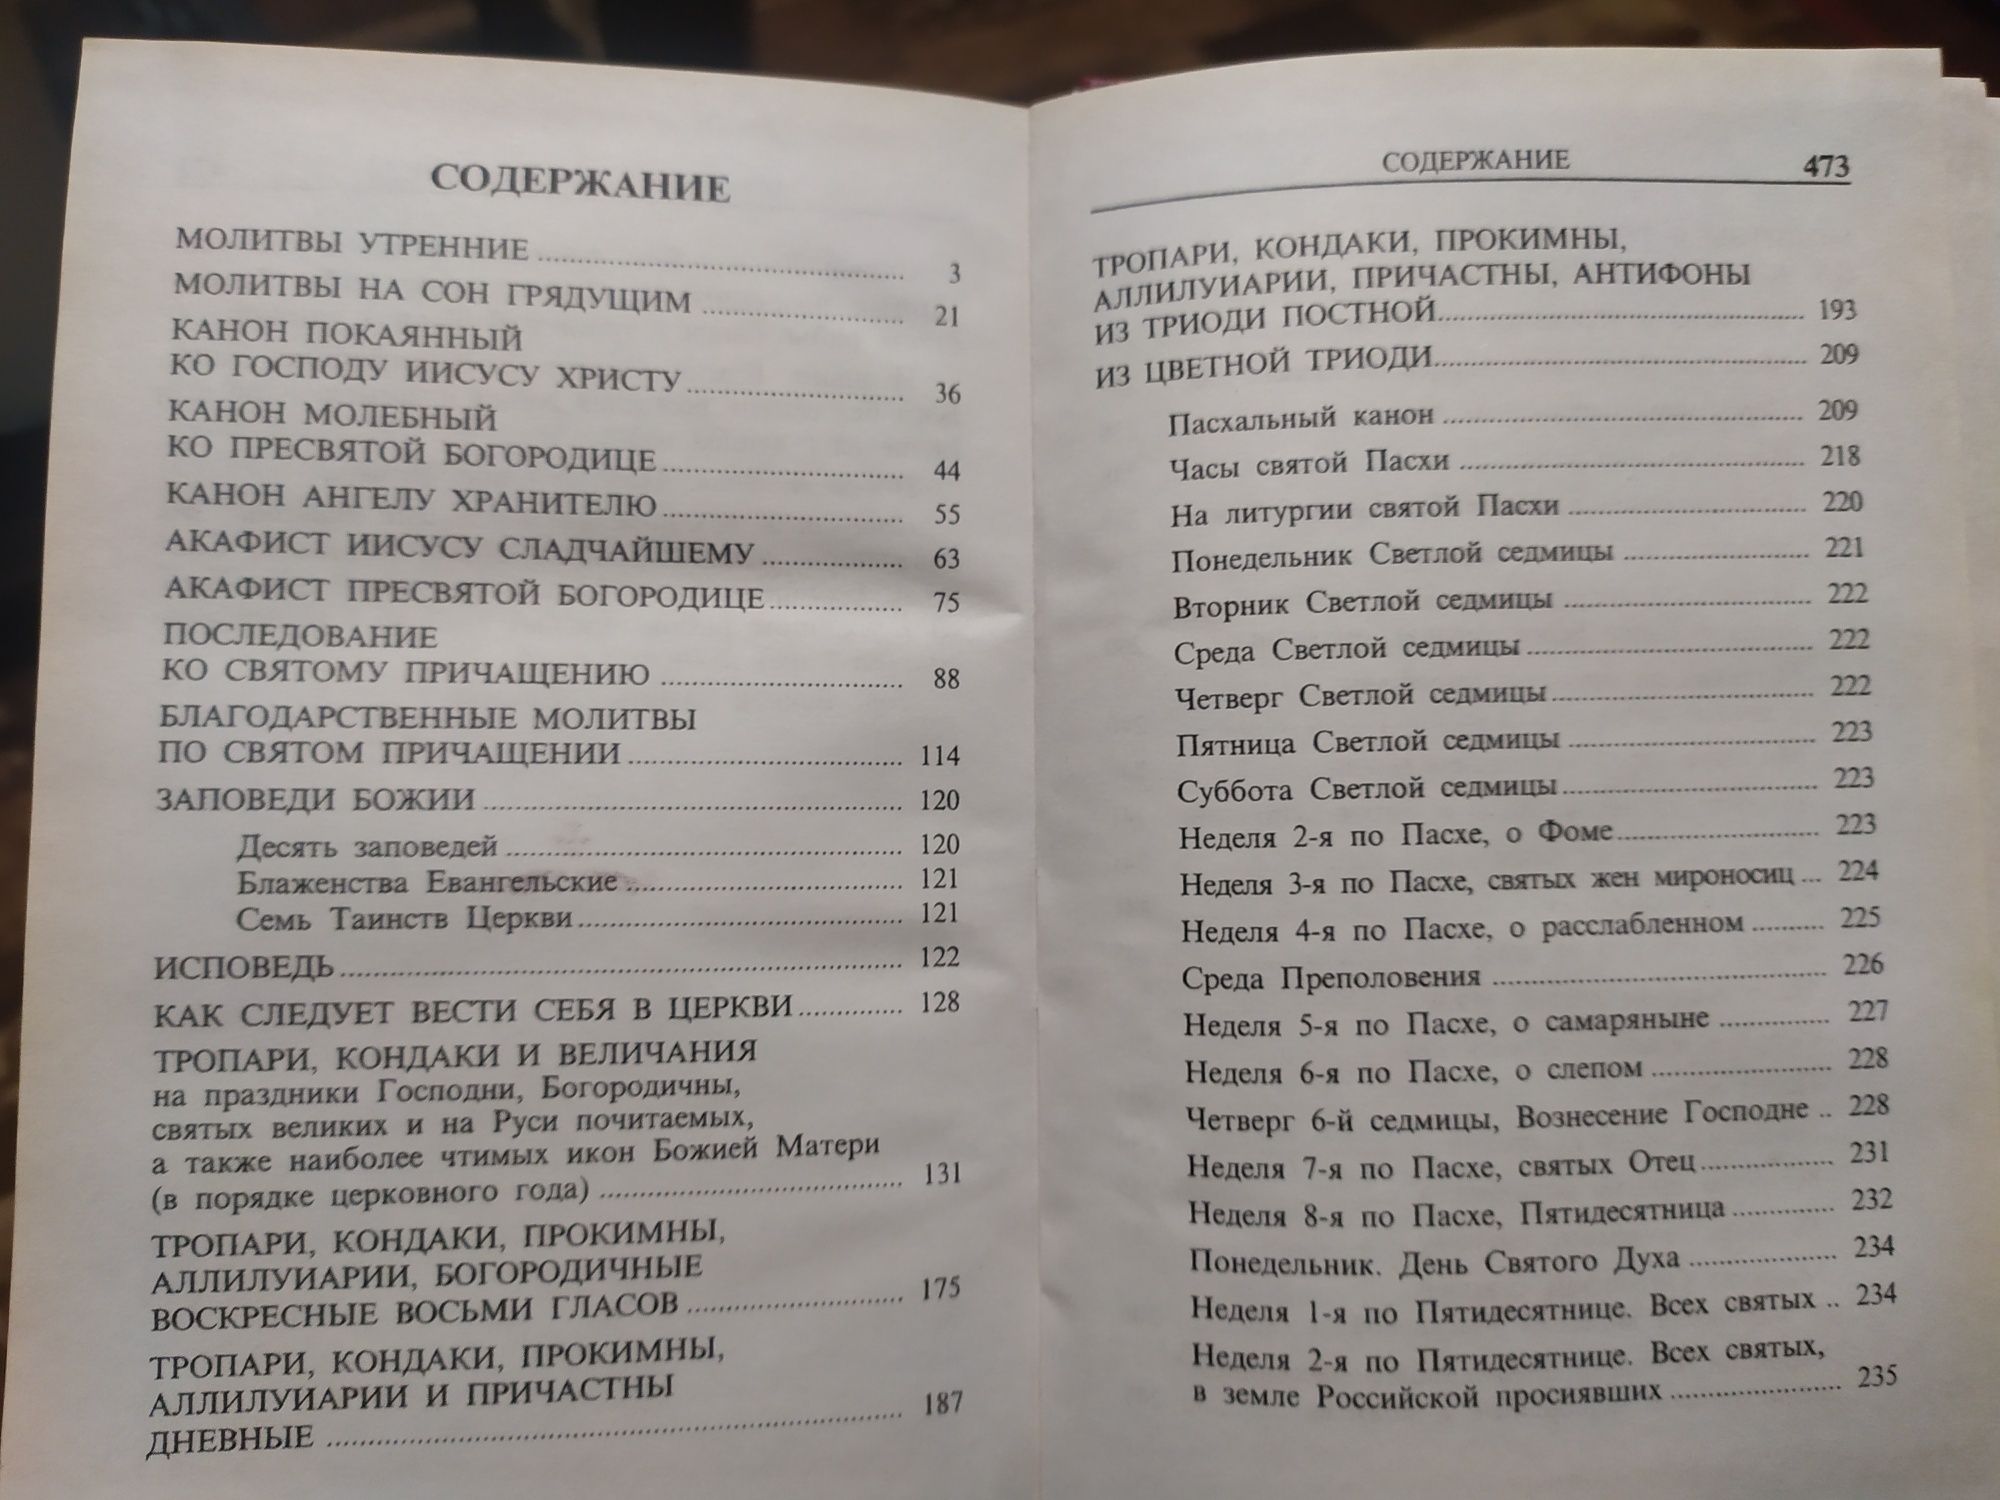 СОДЕРЖАНИЕ
МОЛИТВЫ УТРЕННИЕ 3
МОЛИТВЫ НА СОН ГРЯДУЩИМ 21
КАНОН ПОКАЯННЫЙ
КО ГОСПОДУ ИИСУСУ ХРИСТУ 36
КАНОН МОЛЕБНЫЙ
КО ПРЕСВЯТОЙ БОГОРОДИЦЕ 44
КАНОН АНГЕЛУ ХРАНИТЕЛЮ 55
АКАФИСТ ИИСУСУ СЛАДЧАЙШЕМУ 63
АКАФИСТ ПРЕСВЯТОЙ БОГОРОДИЦЕ 75
ПОСЛЕДОВАНИЕ
КО СВЯТОМУ ПРИЧАЩЕНИЮ 88
БЛАГОДАРСТВЕННЫЕ МОЛИТВЫ
ПО СВЯТОМ ПРИЧАЩЕНИИ 114
ЗАПОВЕДИ БОЖИИ 120
Десять заповедей 120
Блаженства Евангельские 121
Семь Таинств Церкви 121
ИСПОВЕДЬ 122
КАК СЛЕДУЕТ ВЕСТИ СЕБЯ В ЦЕРКВИ 128
ТРОПАРИ, КОНДАКИ И ВЕЛИЧАНИЯ
на праздники Господни, Богородичны,
святых великих и на Руси почитаемых,
а также наиболее чтимых икон Божией Матери
(в порядке церковного года) 131
ТРОПАРИ, КОНДАКИ, ПРОКИМНЫ,
АЛЛИЛУИАРИИ, БОГОРОДИЧНЫЕ
ВОСКРЕСНЫЕ ВОСЬМИ ГЛАСОВ 175
ТРОПАРИ, КОНДАКИ, ПРОКИМНЫ,
АЛЛИЛУИАРИИ И ПРИЧАСТНЫ
ДНЕВНЫЕ 187
СОДЕРЖАНИЕ 473
ТРОПАРИ, КОНДАКИ, ПРОКИМНЫ,
АЛЛИЛУИАРИИ, ПРИЧАСТНЫ, АНТИФОНЫ
ИЗ ТРИОДИ ПОСТНОЙ 193
ИЗ ЦВЕТНОЙ ТРИОДИ 209
Пасхальный канон 209
Часы святой Пасхи 218
На литургии святой Пасхи 220
Понедельник Светлой седмицы 221
Вторник Светлой седмицы 222
Среда Светлой седмицы 222
Четверг Светлой седмицы 222
Пятница Светлой седмицы 223
Суббота Светлой седмицы 223
Неделя 2-я по Пасхе, о Фоме 223
Неделя 3-я по Пасхе, святых жен мироносиц 224
Неделя 4-я по Пасхе, о расслабленном 225
Среда Преполовения 226
Неделя 5-я по Пасхе, о самаряныне 227
Неделя 6-я по Пасхе, о слепом 228
Четверг 6-й седмицы, Вознесение Господне 228
Неделя 7-я по Пасхе, святых Отец 231
Неделя 8-я по Пасхе, Пятидесятница 232
Понедельник. День Святого Духа 234
Неделя 1-я по Пятидесятнице. Всех святых 234
Неделя 2-я по Пятидесятнице. Всех святых,
в земле Российской просиявших 235